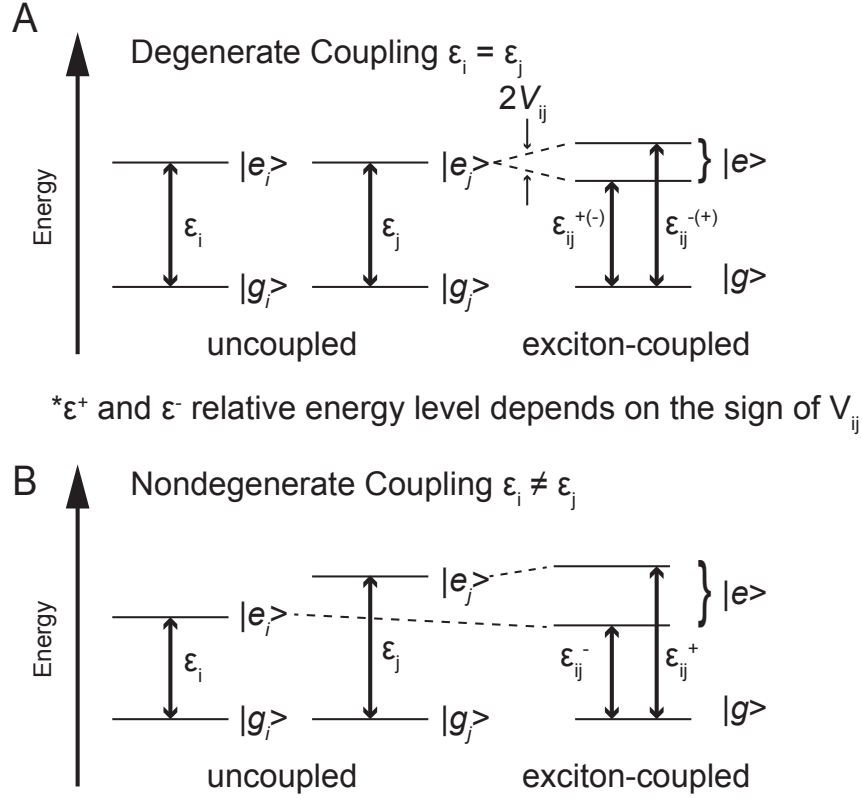 A
Degenerate Coupling εᵢ = εⱼ
2Vᵢⱼ
|eᵢ> |eⱼ> |e>
Energy
εᵢ εⱼ εᵢⱼ⁺⁽⁻⁾ εᵢⱼ⁻⁽⁺⁾
|gᵢ> |gⱼ> |g>
uncoupled exciton-coupled
*ε⁺ and ε⁻ relative energy level depends on the sign of Vᵢⱼ
B
Nondegenerate Coupling εᵢ ≠ εⱼ
|eᵢ> |eⱼ> |e>
Energy
εᵢ εⱼ εᵢⱼ⁻ εᵢⱼ⁺
|gᵢ> |gⱼ> |g>
uncoupled exciton-coupled